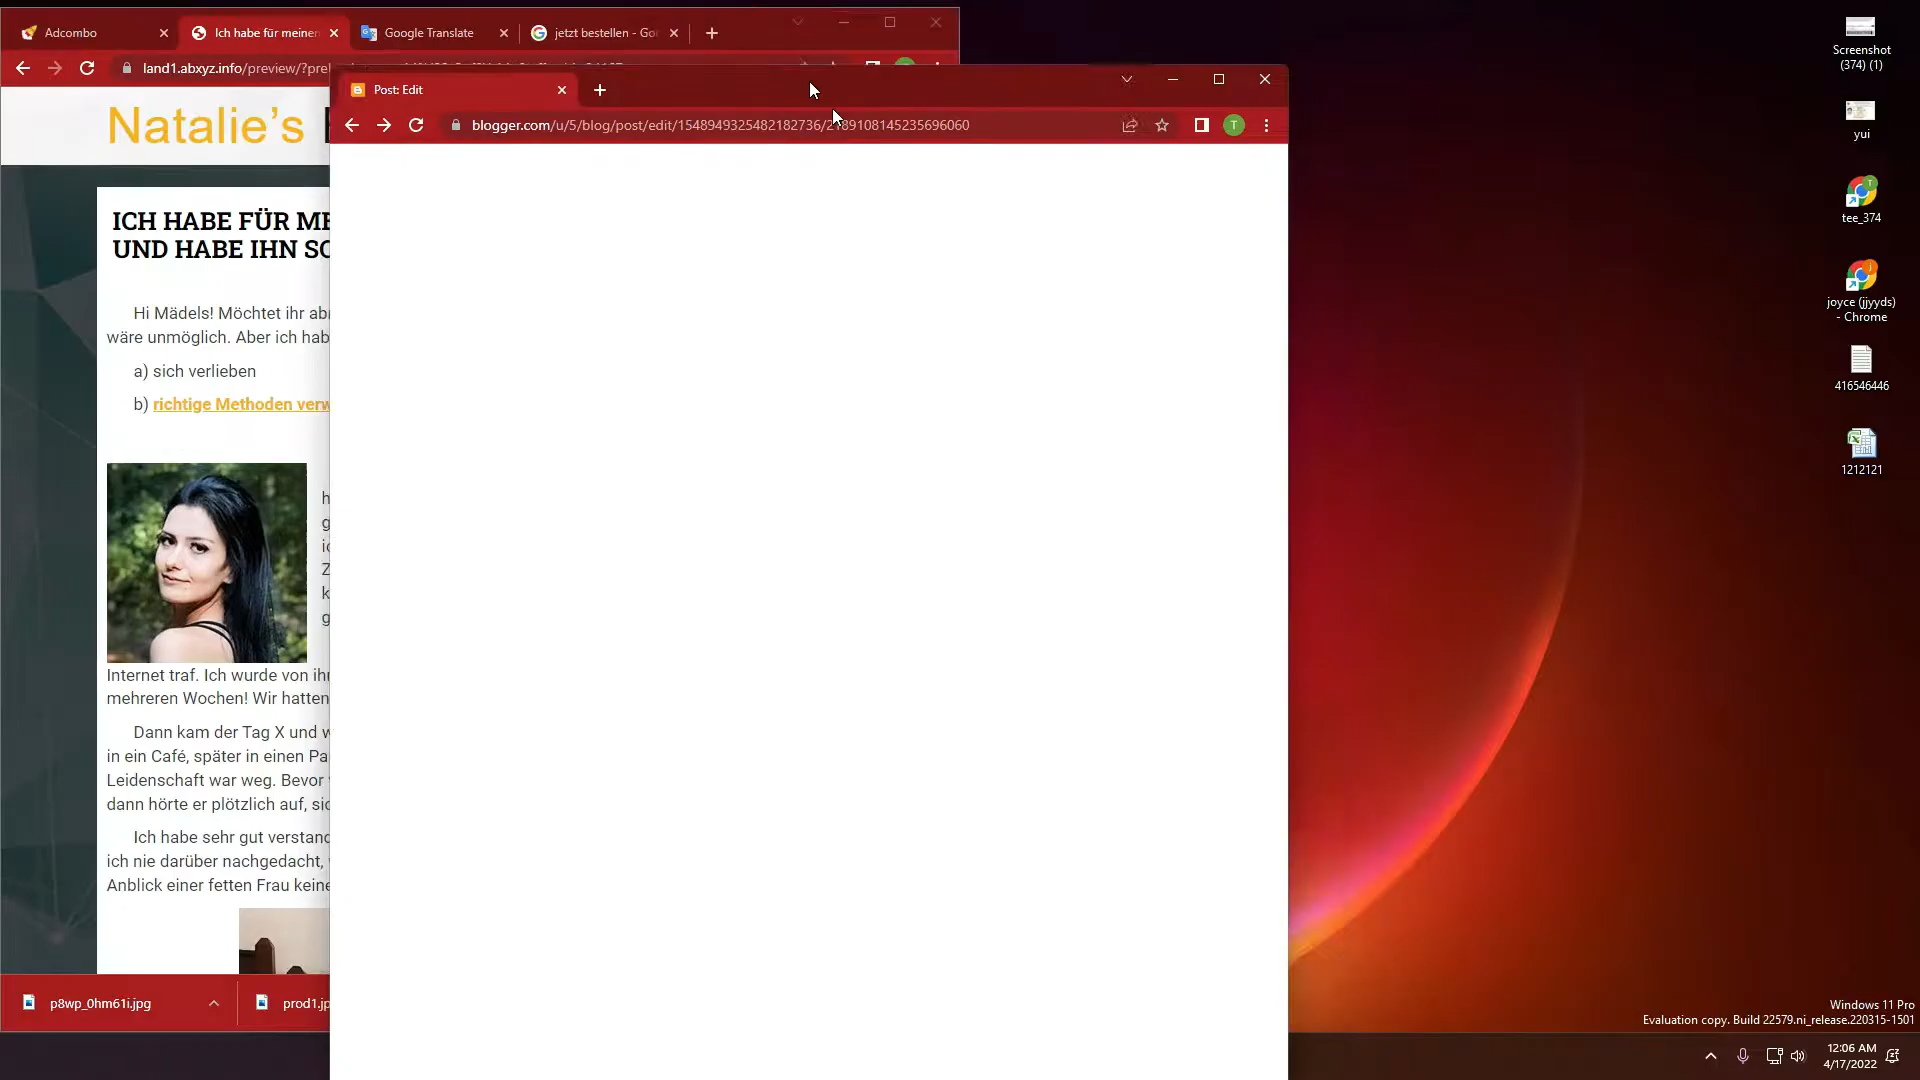 Adcombo
Ich habe für meinen
Google Translate
jetzt bestellen - Goo
land1.abxyz.info/preview/?prel
Post: Edit
blogger.com/u/5/blog/post/edit/1548949325482182736/2189108145235696060
T
Natalie's
ICH HABE FÜR ME
UND HABE IHN SC
Hi Mädels! Möchtet ihr abn
wäre unmöglich. Aber ich hab
a) sich verlieben
b) richtige Methoden verw
h
g
ic
Z
k
g
Internet traf. Ich wurde von ihr
mehreren Wochen! Wir hatten
Dann kam der Tag X und w
in ein Café, später in einen Pa
Leidenschaft war weg. Bevor
dann hörte er plötzlich auf, sic
Ich habe sehr gut verstand
ich nie darüber nachgedacht,
Anblick einer fetten Frau keine
p8wp_0hm61i.jpg
prod1.jp
Screenshot
(374) (1)
yui
T
tee_374
j
joyce (jjyyds)
- Chrome
416546446
1212121
Windows 11 Pro
Evaluation copy. Build 22579.ni_release.220315-1501
12:06 AM
4/17/2022